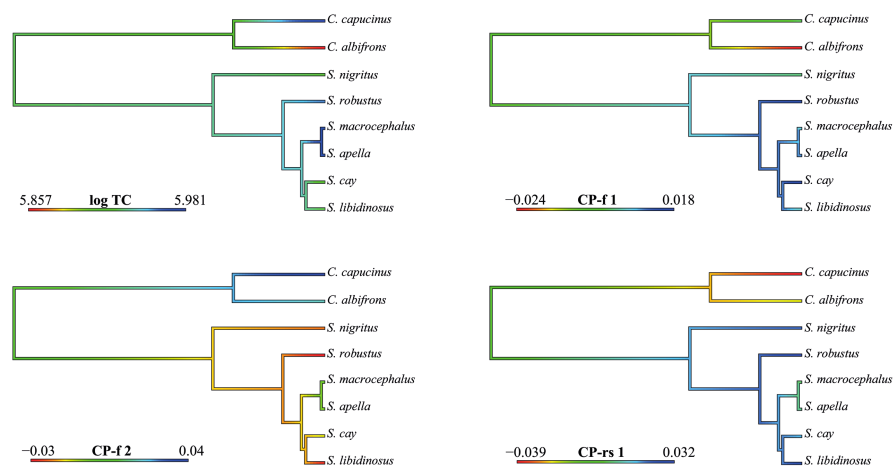 C. capucinus
C. albifrons
S. nigritus
S. robustus
S. macrocephalus
S. apella
S. cay
S. libidinosus
5.857 log TC 5.981
C. capucinus
C. albifrons
S. nigritus
S. robustus
S. macrocephalus
S. apella
S. cay
S. libidinosus
−0.024 CP-f 1 0.018
C. capucinus
C. albifrons
S. nigritus
S. robustus
S. macrocephalus
S. apella
S. cay
S. libidinosus
−0.03 CP-f 2 0.04
C. capucinus
C. albifrons
S. nigritus
S. robustus
S. macrocephalus
S. apella
S. cay
S. libidinosus
−0.039 CP-rs 1 0.032